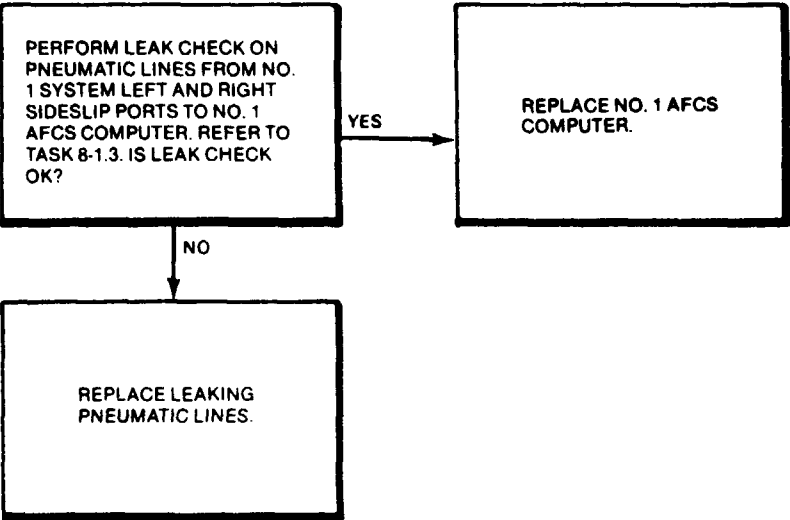 PERFORM LEAK CHECK ON
PNEUMATIC LINES FROM NO.
1 SYSTEM LEFT AND RIGHT
SIDESLIP PORTS TO NO. 1
AFCS COMPUTER. REFER TO
TASK 8-1.3. IS LEAK CHECK
OK?
YES
REPLACE NO. 1 AFCS
COMPUTER.
NO
REPLACE LEAKING
PNEUMATIC LINES.